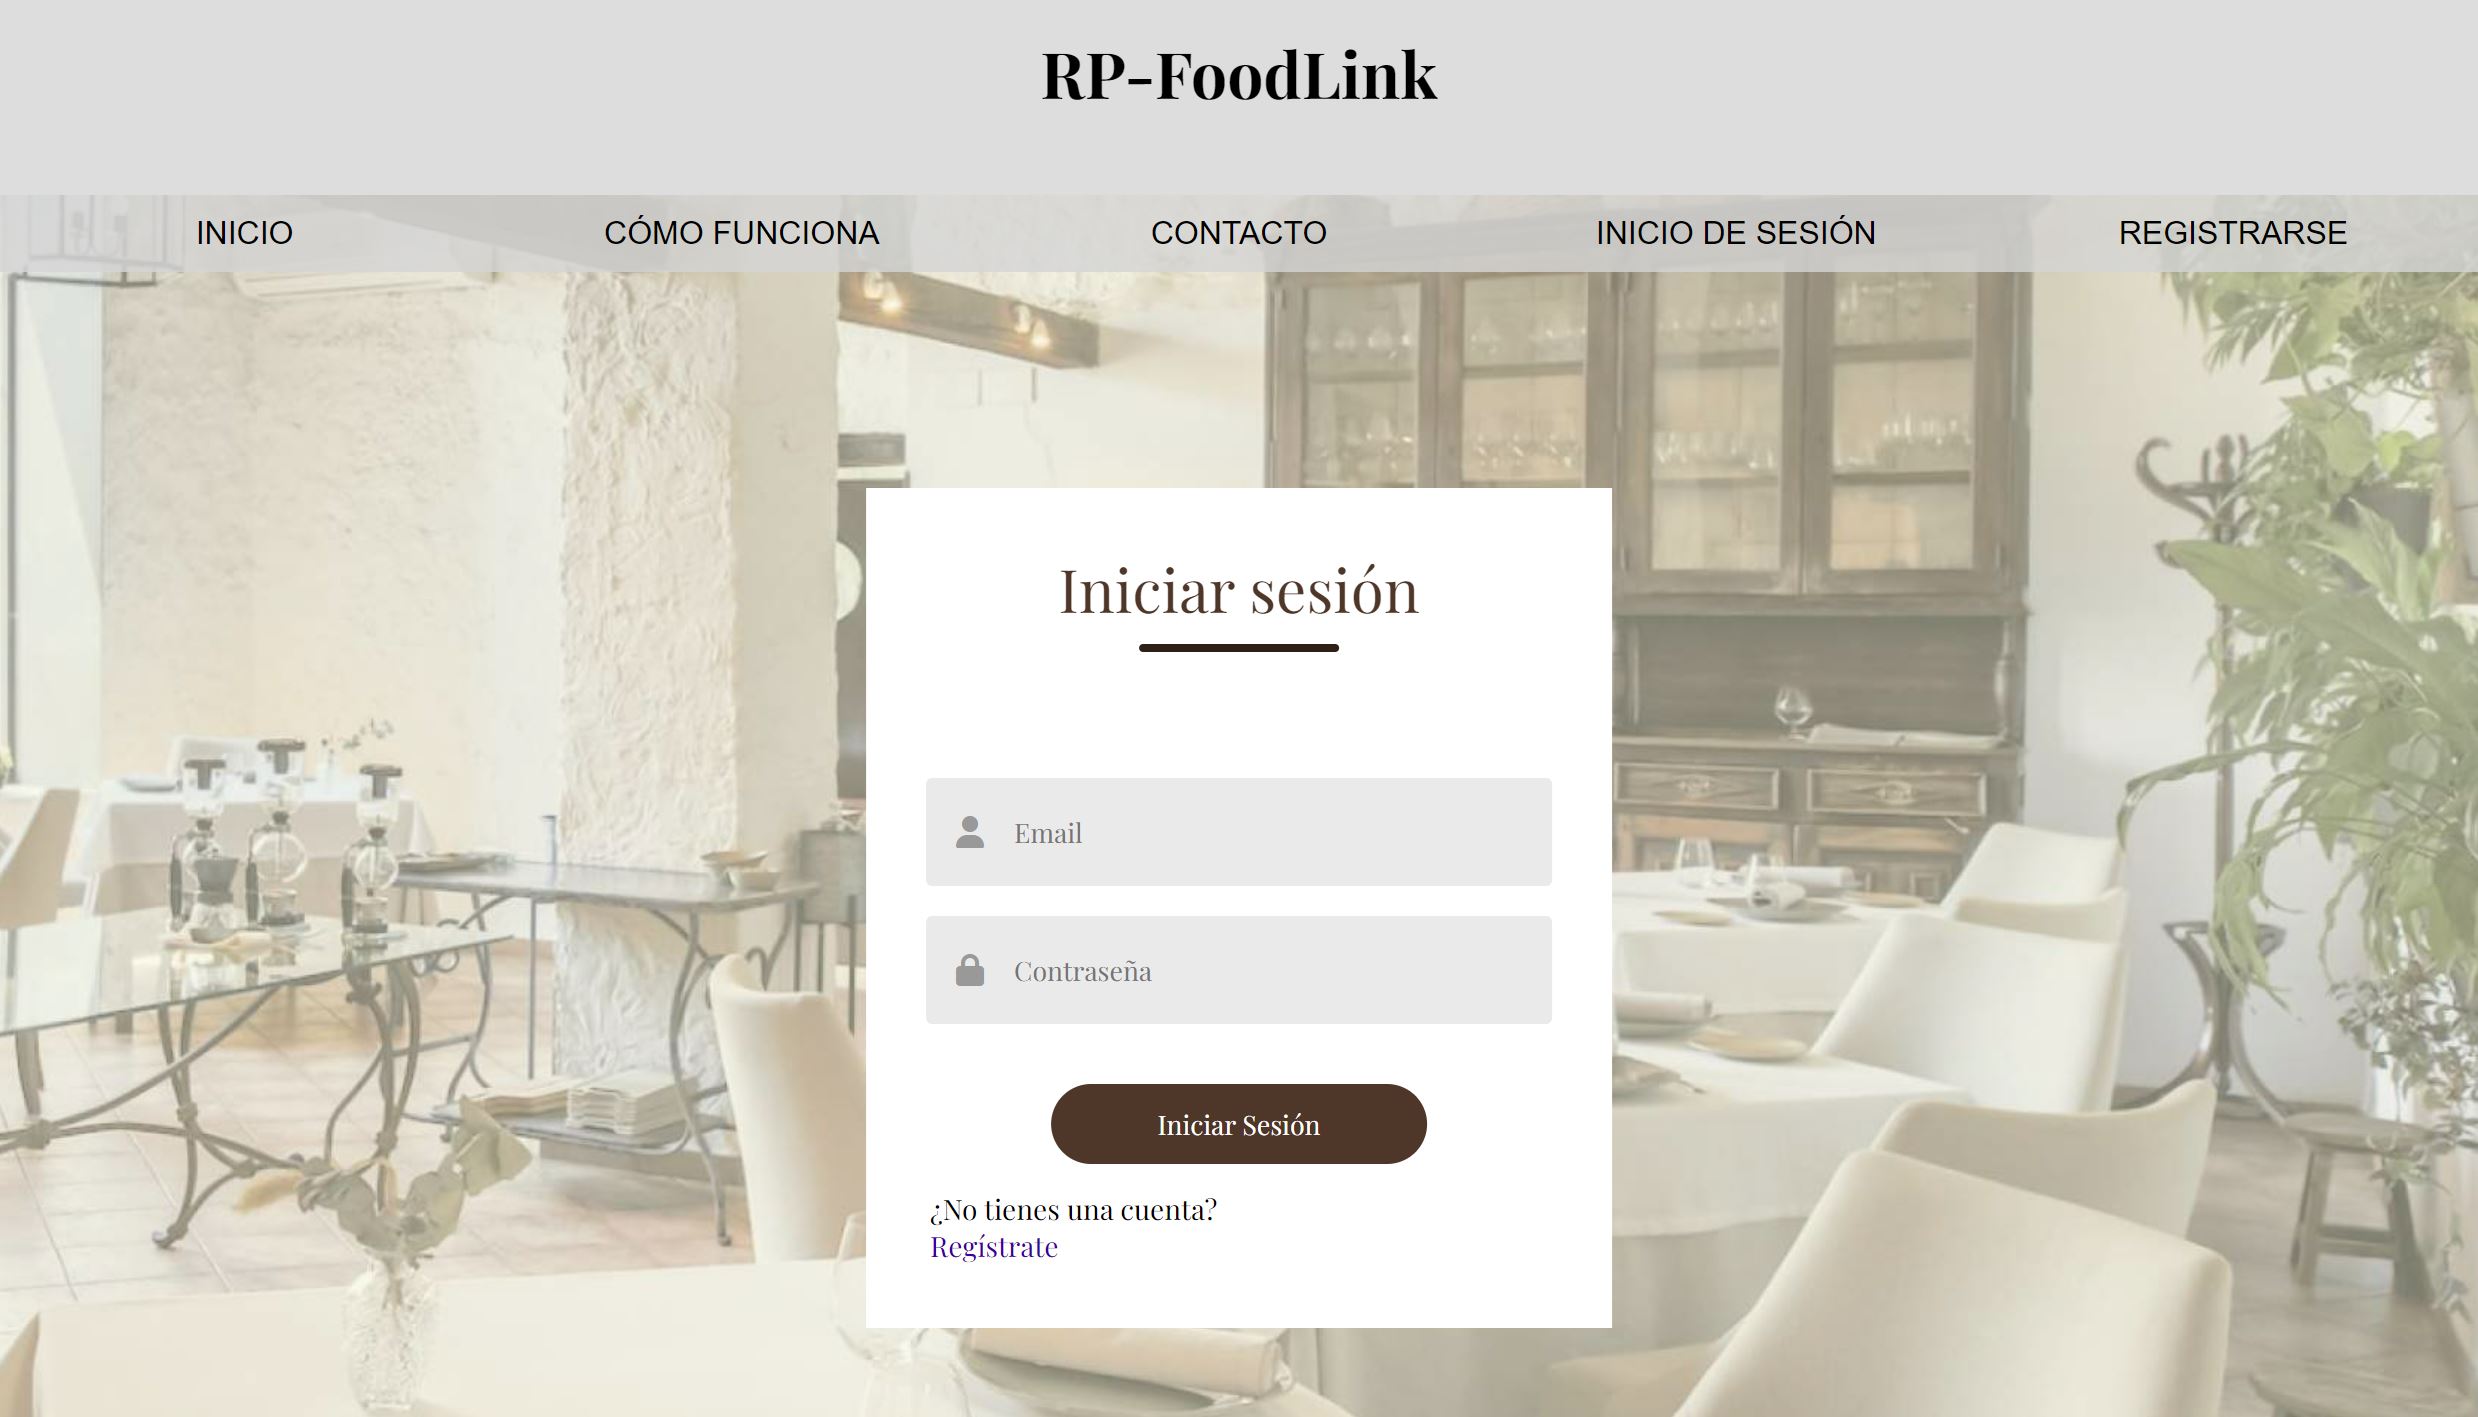 RP-FoodLink
INICIO CÓMO FUNCIONA CONTACTO INICIO DE SESIÓN REGISTRARSE
Iniciar sesión
Email
Contraseña
Iniciar Sesión
¿No tienes una cuenta?
Regístrate